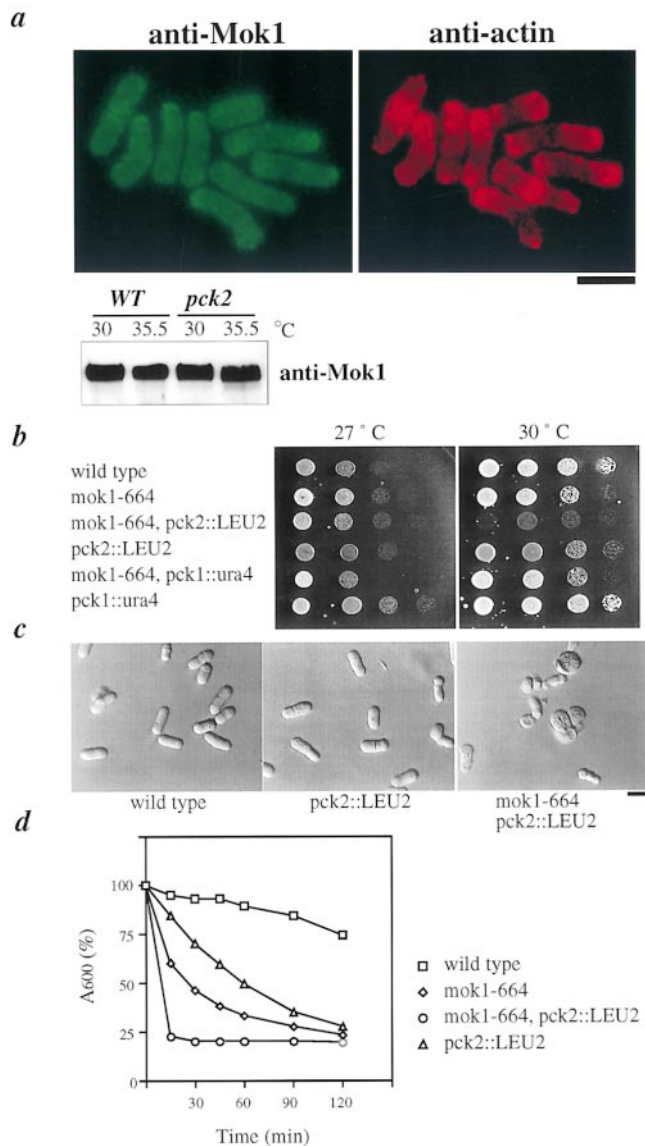 a
anti-Mok1 anti-actin
WT pck2
30 35.5 30 35.5 °C
anti-Mok1
b
27 ° C 30 ° C
wild type
mok1-664
mok1-664, pck2::LEU2
pck2::LEU2
mok1-664, pck1::ura4
pck1::ura4
c
wild type pck2::LEU2 mok1-664
pck2::LEU2
d
100
75
50
25
0
A600 (%)
30 60 90 120
Time (min)
wild type
mok1-664
mok1-664, pck2::LEU2
pck2::LEU2